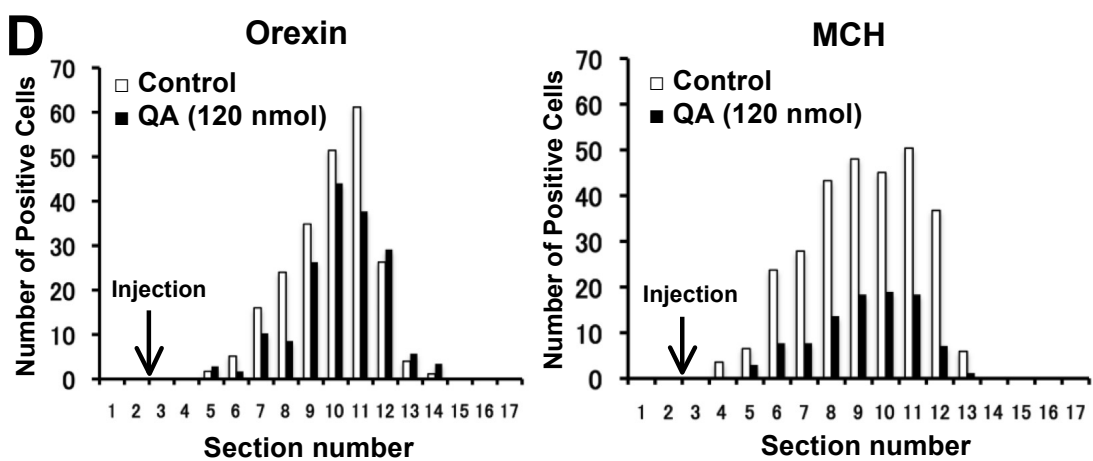 D
Orexin
Number of Positive Cells
70
60
50
40
30
20
10
0
Control
QA (120 nmol)
Injection
1 2 3 4 5 6 7 8 9 10 11 12 13 14 15 16 17
Section number
MCH
Number of Positive Cells
70
60
50
40
30
20
10
0
Control
QA (120 nmol)
Injection
1 2 3 4 5 6 7 8 9 10 11 12 13 14 15 16 17
Section number